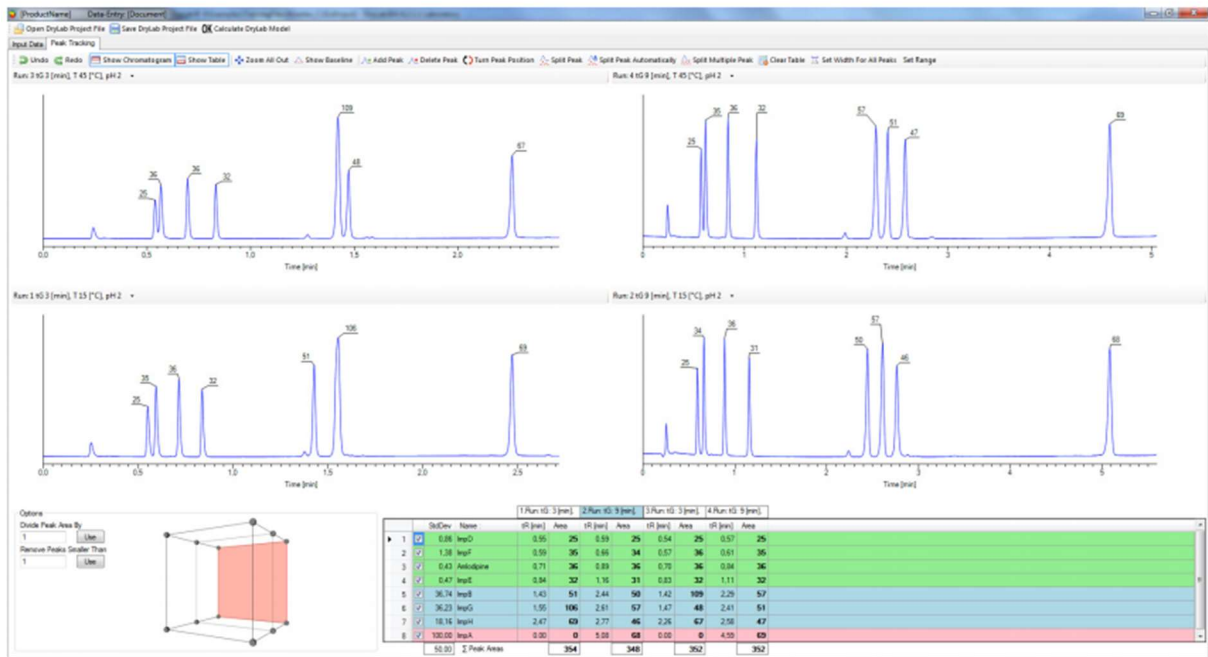 [ProductName] Data-Entry: [Document]
Open DryLab Project File Save DryLab Project File OK Calculate DryLab Model
Input Data Peak Tracking
Undo Redo Show Chromatogram Show Table Zoom All Out Show Baseline Add Peak Delete Peak Turn Peak Position Split Peak Split Peak Automatically Split Multiple Peak Clear Table Set Width For All Peaks Set Range
Run: 3 tG 3 [min], T 45 [°C], pH 2
25 36 36 32 109 48 67
0,0 0,5 1,0 1,5 2,0
Time [min]
Run: 4 tG 9 [min], T 45 [°C], pH 2
25 35 36 32 57 51 47 69
0 1 2 3 4 5
Time [min]
Run: 1 tG 3 [min], T 15 [°C], pH 2
25 35 36 32 51 106 69
0,0 0,5 1,0 1,5 2,0 2,5
Time [min]
Run: 2 tG 9 [min], T 15 [°C], pH 2
25 34 36 31 50 57 46 68
0 1 2 3 4 5
Time [min]
Options
Divide Peak Area By
1 Use
Remove Peaks Smaller Than
1 Use
1.Run: tG: 3 [min], 2.Run: tG: 9 [min], 3.Run: tG: 3 [min], 4.Run: tG: 9 [min],
StdDev Name tR [min] Area tR [min] Area tR [min] Area tR [min] Area
1 0,86 ImpD 0,55 25 0,59 25 0,54 25 0,57 25
2 1,38 ImpF 0,59 35 0,66 34 0,57 36 0,61 35
3 0,43 Amlodipine 0,71 36 0,89 36 0,70 36 0,84 36
4 0,47 ImpE 0,84 32 1,16 31 0,83 32 1,11 32
5 36,74 ImpB 1,43 51 2,44 50 1,42 109 2,29 57
6 36,23 ImpG 1,55 106 2,61 57 1,47 48 2,41 51
7 18,16 ImpH 2,47 69 2,77 46 2,26 67 2,58 47
8 100,00 ImpA 0,00 0 5,08 68 0,00 0 4,59 69
50,00 Σ Peak Areas 354 348 352 352